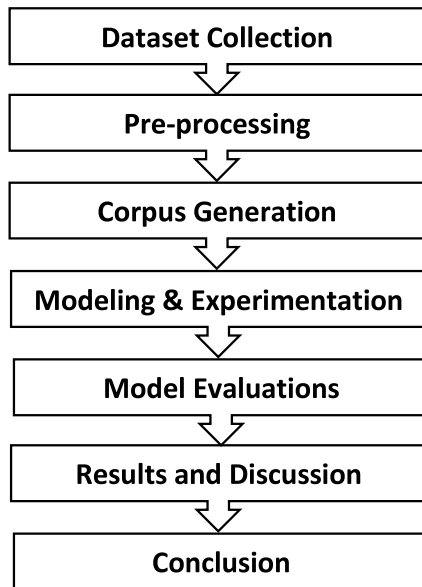 Dataset Collection
Pre-processing
Corpus Generation
Modeling & Experimentation
Model Evaluations
Results and Discussion
Conclusion